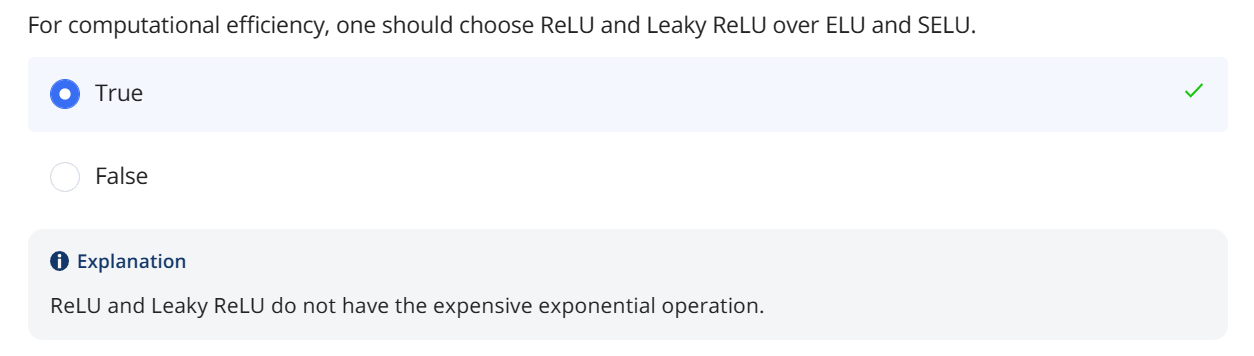 For computational efficiency, one should choose ReLU and Leaky ReLU over ELU and SELU.
True
False
Explanation
ReLU and Leaky ReLU do not have the expensive exponential operation.